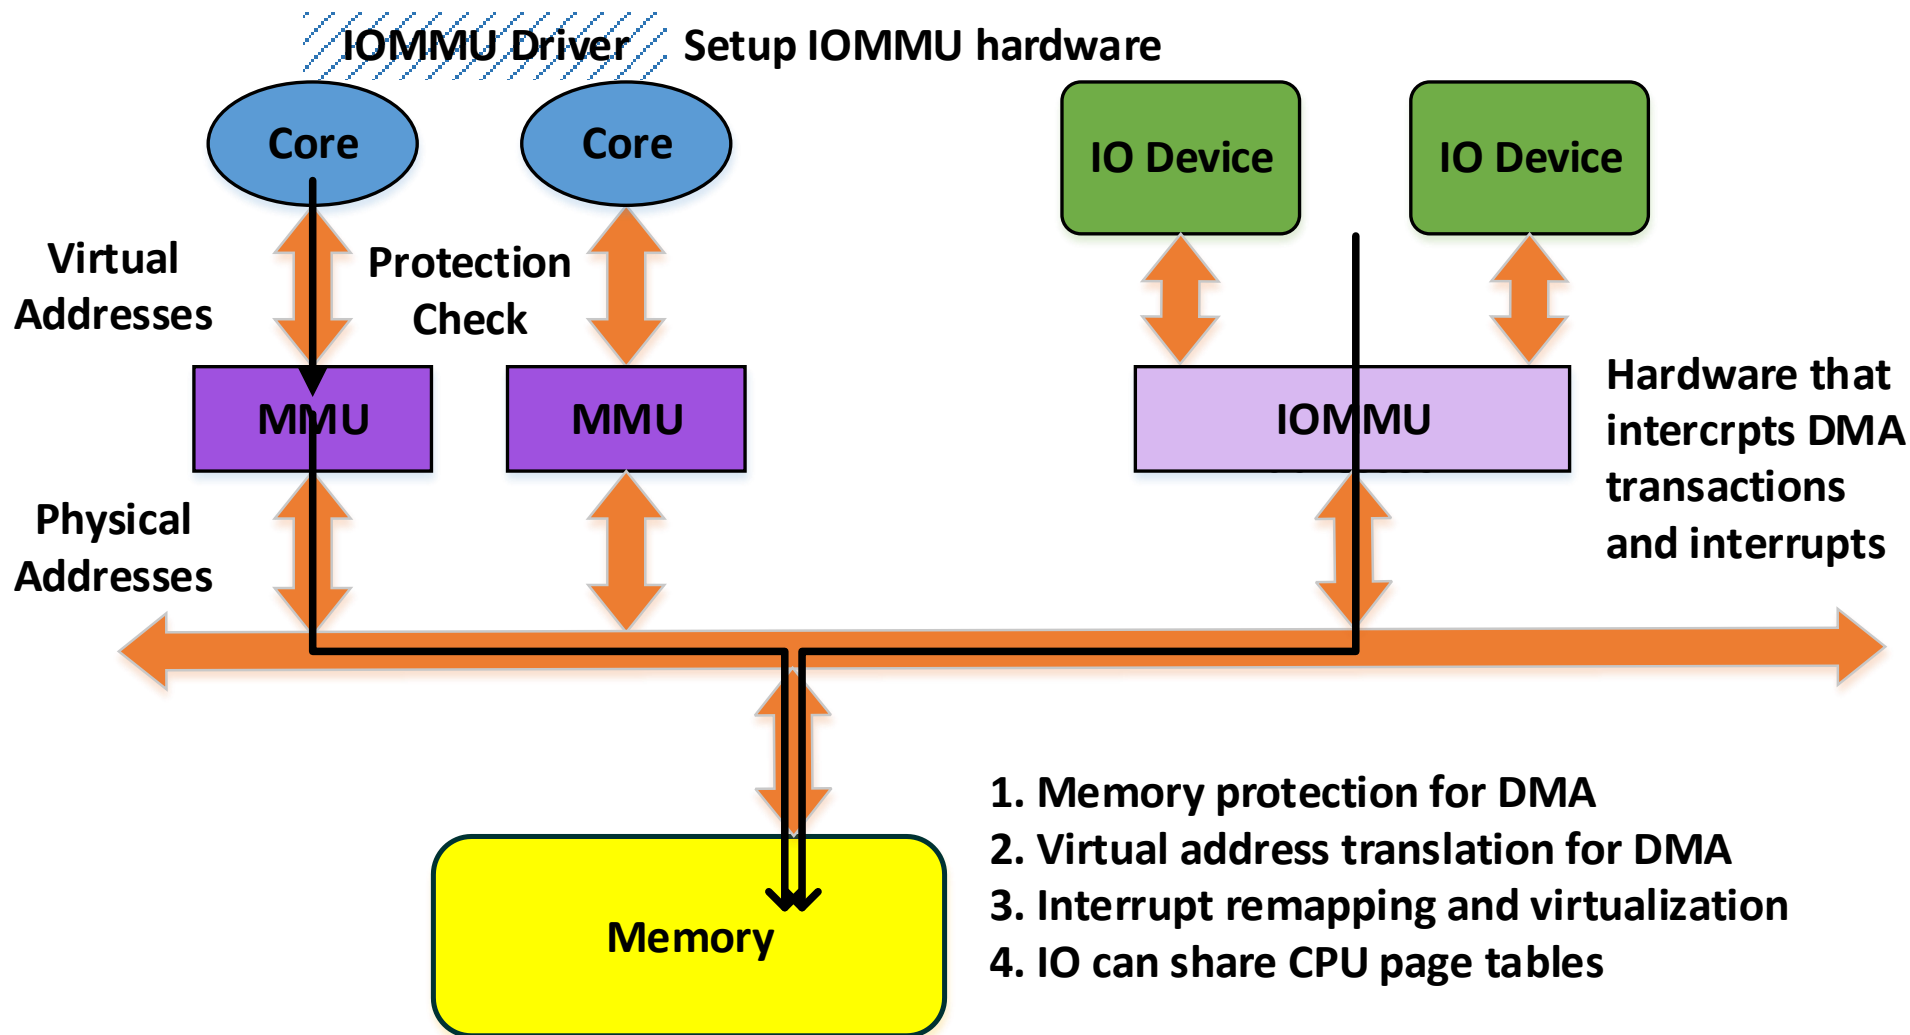 IOMMU Driver Setup IOMMU hardware
Core
Core
IO Device
IO Device
Virtual
Addresses
Protection
Check
MMU
MMU
IOMMU
Hardware that
intercrpts DMA
transactions
and interrupts
Physical
Addresses
Memory
1. Memory protection for DMA
2. Virtual address translation for DMA
3. Interrupt remapping and virtualization
4. IO can share CPU page tables